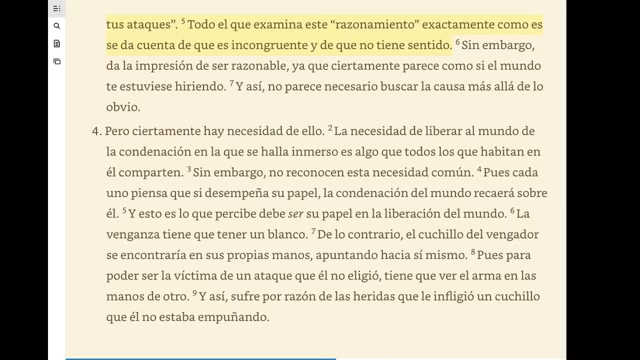 tus ataques”. 5 Todo el que examina este “razonamiento” exactamente como es
se da cuenta de que es incongruente y de que no tiene sentido. 6 Sin embargo,
da la impresión de ser razonable, ya que ciertamente parece como si el mundo
te estuviese hiriendo. 7 Y así, no parece necesario buscar la causa más allá de lo
obvio.
4. Pero ciertamente hay necesidad de ello. 2 La necesidad de liberar al mundo de
la condenación en la que se halla inmerso es algo que todos los que habitan en
él comparten. 3 Sin embargo, no reconocen esta necesidad común. 4 Pues cada
uno piensa que si desempeña su papel, la condenación del mundo recaerá sobre
él. 5 Y esto es lo que percibe debe ser su papel en la liberación del mundo. 6 La
venganza tiene que tener un blanco. 7 De lo contrario, el cuchillo del vengador
se encontraría en sus propias manos, apuntando hacia sí mismo. 8 Pues para
poder ser la víctima de un ataque que él no eligió, tiene que ver el arma en las
manos de otro. 9 Y así, sufre por razón de las heridas que le infligió un cuchillo
que él no estaba empuñando.